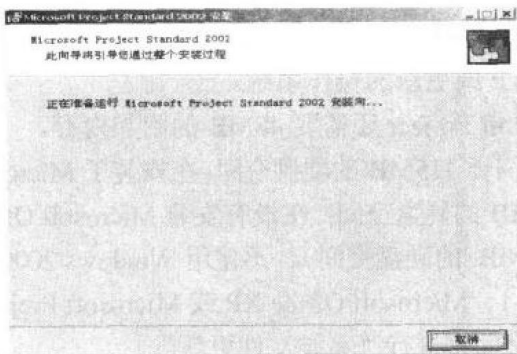 Microsoft Project Standard 2002 安装
Microsoft Project Standard 2002
此向导将引导您通过整个安装过程
正在准备运行 Microsoft Project Standard 2002 安装向...
取消